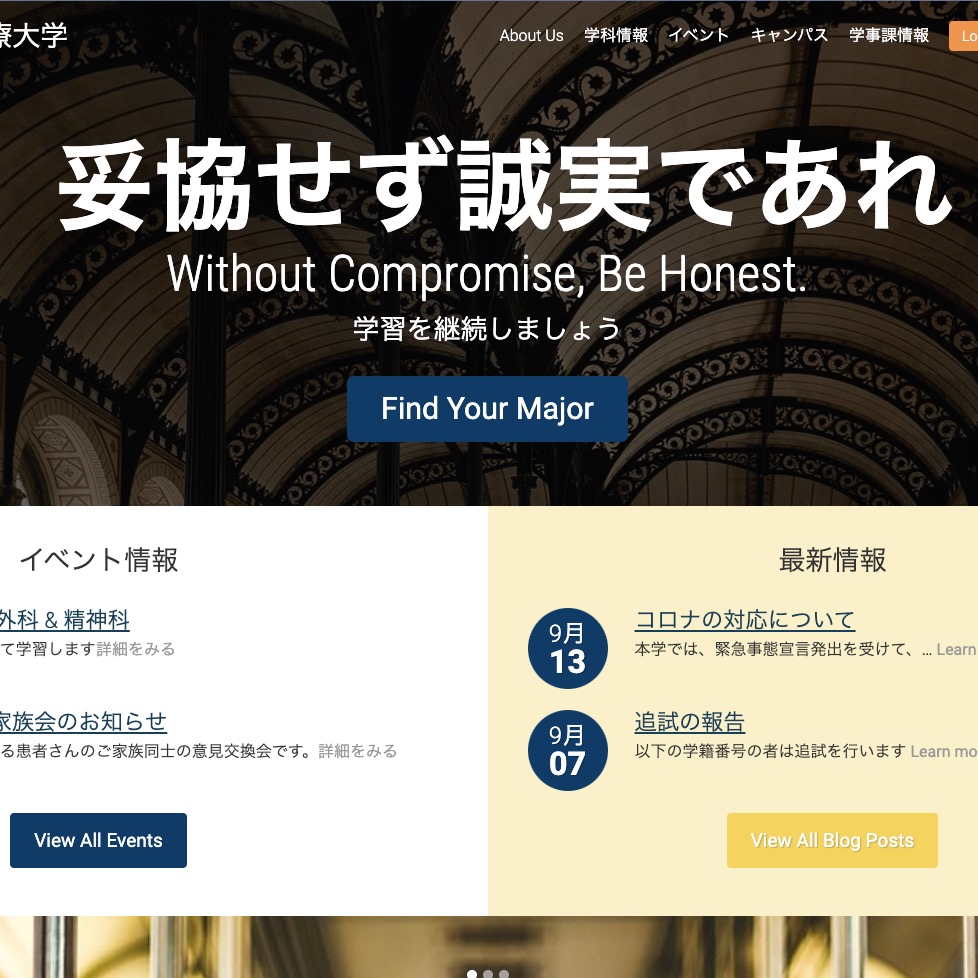 療大学
About Us 学科情報 イベント キャンパス 学事課情報 Lo
妥協せず誠実であれ
Without Compromise, Be Honest.
学習を継続しましょう
Find Your Major
イベント情報
外科 & 精神科
て学習します詳細をみる
家族会のお知らせ
る患者さんのご家族同士の意見交換会です。詳細をみる
View All Events
最新情報
9月
13
コロナの対応について
本学では、緊急事態宣言発出を受けて、... Learn
9月
07
追試の報告
以下の学籍番号の者は追試を行います Learn mo
View All Blog Posts